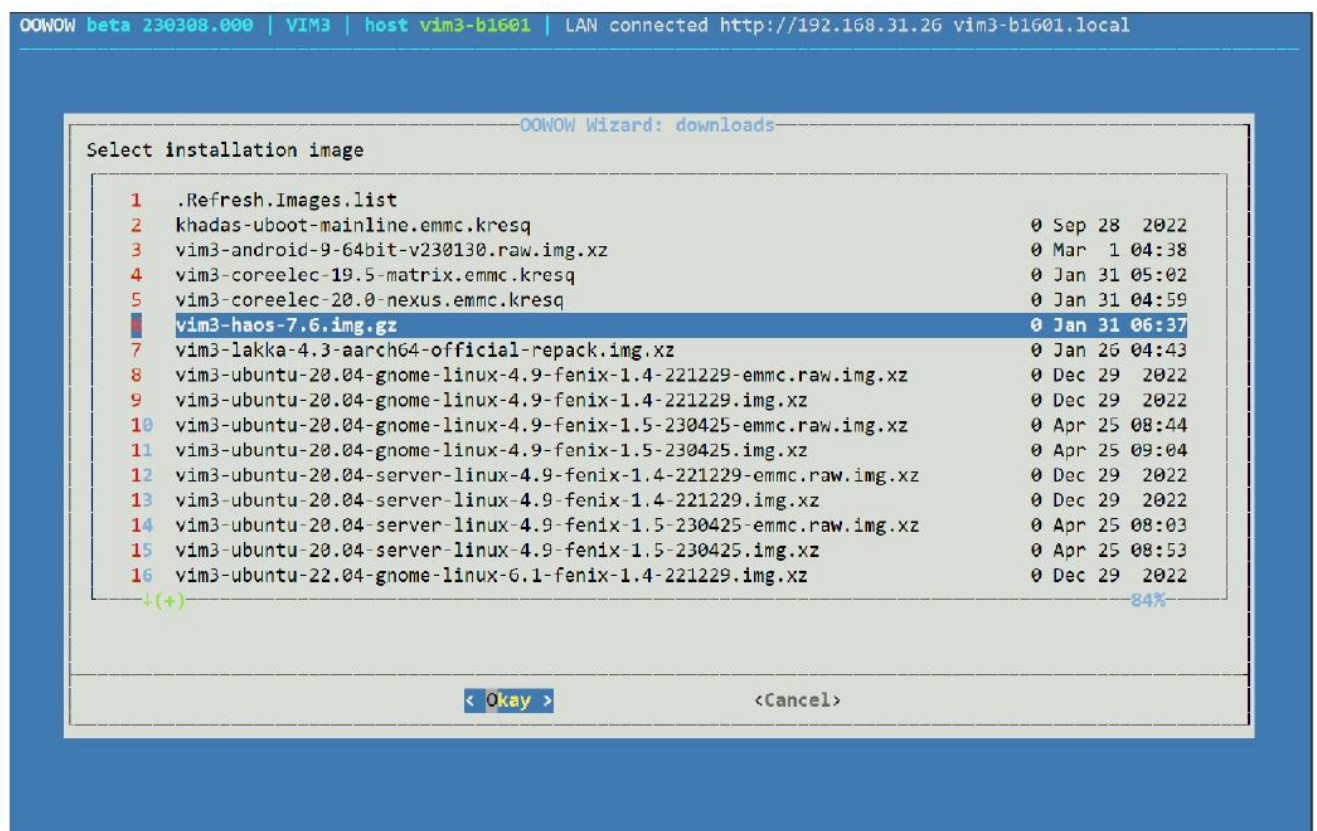 OOWOW beta 230308.000 | VIM3 | host vim3-b1601 | LAN connected http://192.168.31.26 vim3-b1601.local
OOWOW Wizard: downloads
Select installation image
1 .Refresh.Images.list
2 khadas-uboot-mainline.emmc.kresq 0 Sep 28 2022
3 vim3-android-9-64bit-v230130.raw.img.xz 0 Mar 1 04:38
4 vim3-coreelec-19.5-matrix.emmc.kresq 0 Jan 31 05:02
5 vim3-coreelec-20.0-nexus.emmc.kresq 0 Jan 31 04:59
6 vim3-haos-7.6.img.gz 0 Jan 31 06:37
7 vim3-lakka-4.3-aarch64-official-repack.img.xz 0 Jan 26 04:43
8 vim3-ubuntu-20.04-gnome-linux-4.9-fenix-1.4-221229-emmc.raw.img.xz 0 Dec 29 2022
9 vim3-ubuntu-20.04-gnome-linux-4.9-fenix-1.4-221229.img.xz 0 Dec 29 2022
10 vim3-ubuntu-20.04-gnome-linux-4.9-fenix-1.5-230425-emmc.raw.img.xz 0 Apr 25 08:44
11 vim3-ubuntu-20.04-gnome-linux-4.9-fenix-1.5-230425.img.xz 0 Apr 25 09:04
12 vim3-ubuntu-20.04-server-linux-4.9-fenix-1.4-221229-emmc.raw.img.xz 0 Dec 29 2022
13 vim3-ubuntu-20.04-server-linux-4.9-fenix-1.4-221229.img.xz 0 Dec 29 2022
14 vim3-ubuntu-20.04-server-linux-4.9-fenix-1.5-230425-emmc.raw.img.xz 0 Apr 25 08:03
15 vim3-ubuntu-20.04-server-linux-4.9-fenix-1.5-230425.img.xz 0 Apr 25 08:53
16 vim3-ubuntu-22.04-gnome-linux-6.1-fenix-1.4-221229.img.xz 0 Dec 29 2022
↓(+) 84%
< Okay > <Cancel>